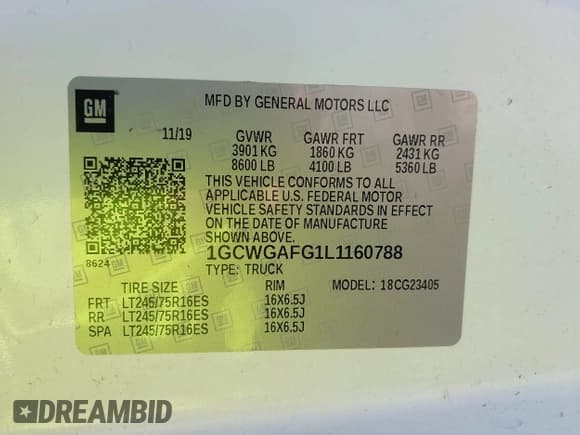 GM
MFD BY GENERAL MOTORS LLC
11/19 GVWR GAWR FRT GAWR RR
3901 KG 1860 KG 2431 KG
8600 LB 4100 LB 5360 LB
THIS VEHICLE CONFORMS TO ALL
APPLICABLE U.S. FEDERAL MOTOR
VEHICLE SAFETY STANDARDS IN EFFECT
ON THE DATE OF MANUFACTURE
SHOWN ABOVE.
8624
1GCWGAFG1L1160788
TYPE: TRUCK
TIRE SIZE RIM MODEL: 18CG23405
FRT LT245/75R16ES 16X6.5J
RR LT245/75R16ES 16X6.5J
SPA LT245/75R16ES 16X6.5J
DREAMBID